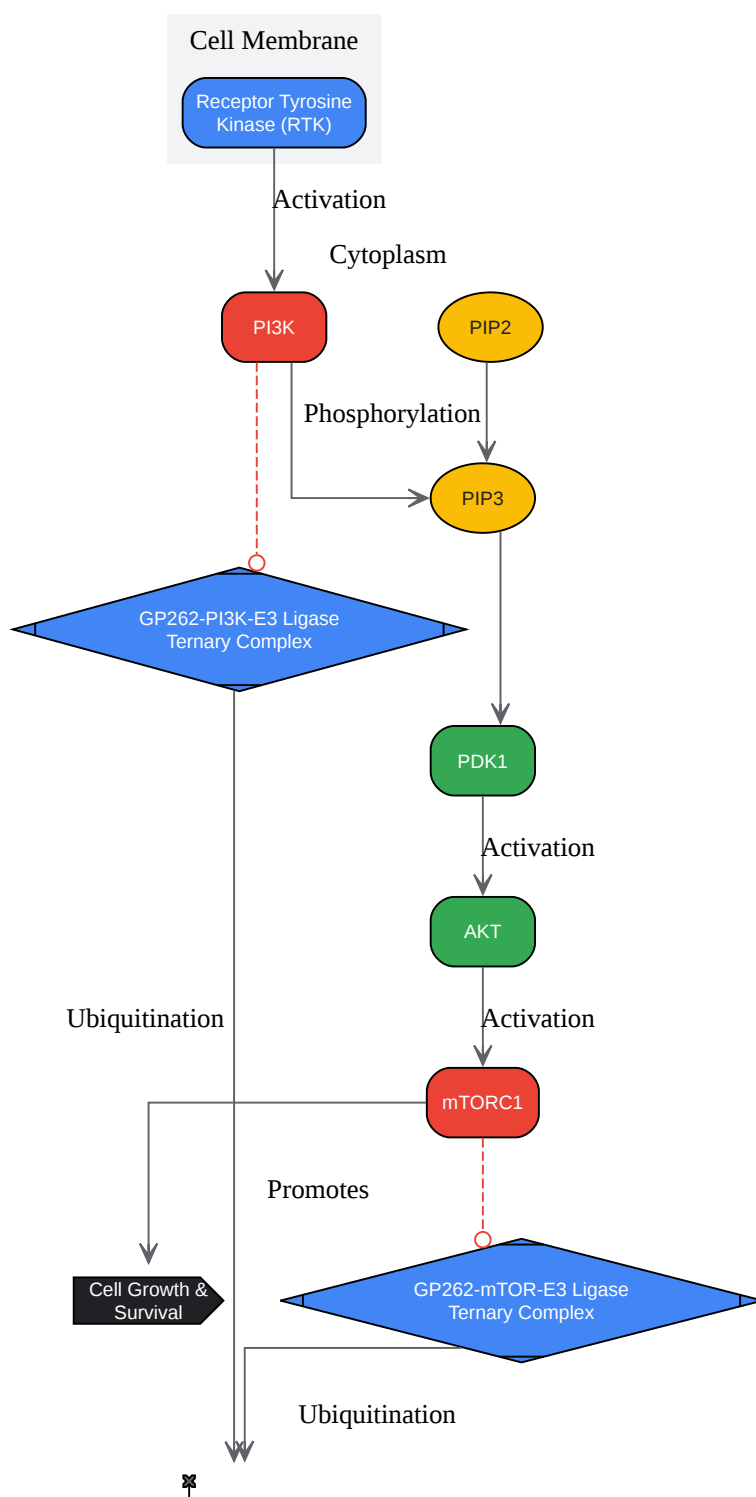 Cell Membrane
Receptor Tyrosine
Kinase (RTK)
Activation
Cytoplasm
PI3K
PIP2
Phosphorylation
PIP3
GP262-PI3K-E3 Ligase
Ternary Complex
PDK1
Activation
AKT
Ubiquitination
Activation
mTORC1
Promotes
Cell Growth &
Survival
GP262-mTOR-E3 Ligase
Ternary Complex
Ubiquitination